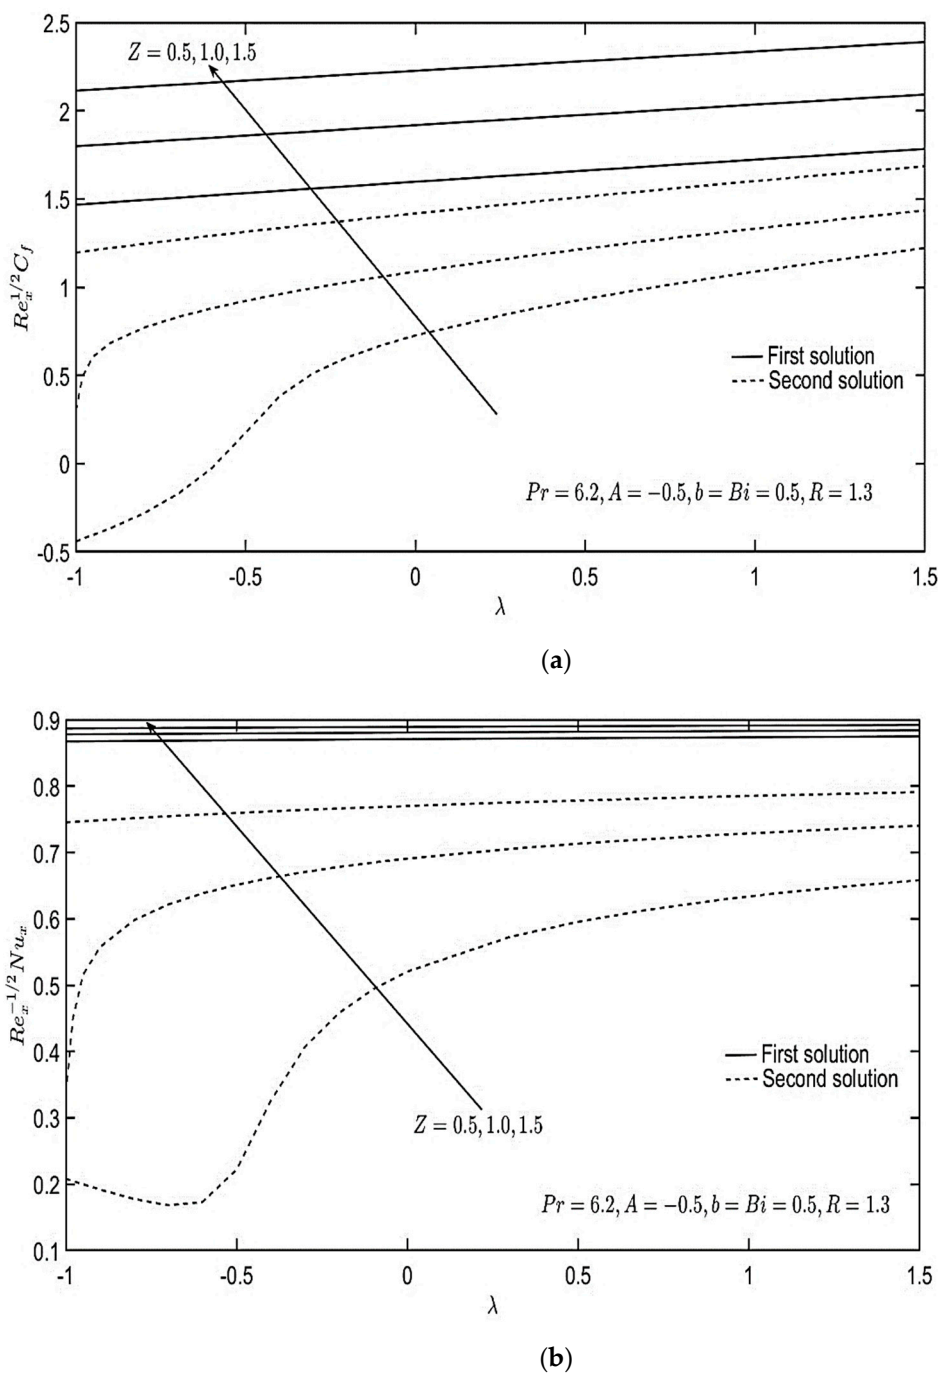 2.5
Z = 0.5, 1.0, 1.5
2
1.5
1
0.5
0
-0.5
Re_x^{1/2} C_f
First solution
Second solution
Pr = 6.2, A = −0.5, b = Bi = 0.5, R = 1.3
-1 -0.5 0 0.5 1 1.5
λ
(a)
0.9
0.8
0.7
0.6
0.5
0.4
0.3
0.2
0.1
Re_x^{−1/2} Nu_x
First solution
Second solution
Z = 0.5, 1.0, 1.5
Pr = 6.2, A = −0.5, b = Bi = 0.5, R = 1.3
-1 -0.5 0 0.5 1 1.5
λ
(b)